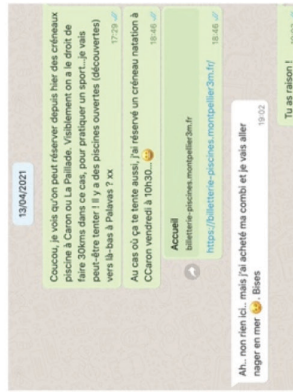 13/04/2021
Coucou, je vois qu'on peut réserver depuis hier des créneaux
piscine à Caron ou La Paillade. Visiblement on a le droit de
faire 30kms dans ce cas, pour pratiquer un sport...je vais
peut-être tenter ! Il y a des piscines ouvertes (découvertes)
vers là-bas à Palavas ? xx
17:29
Au cas où ça te tente aussi, j'ai réservé un créneau natation à
CCaron vendredi à 10h30...😅
18:46
Accueil
billetterie-piscines.montpellier3m.fr
https://billetterie-piscines.montpellier3m.fr/
18:46
Ah.. non rien ici.. mais j'ai acheté ma combi et je vais aller
nager en mer 😂. Bises
19:02
Tu as raison !